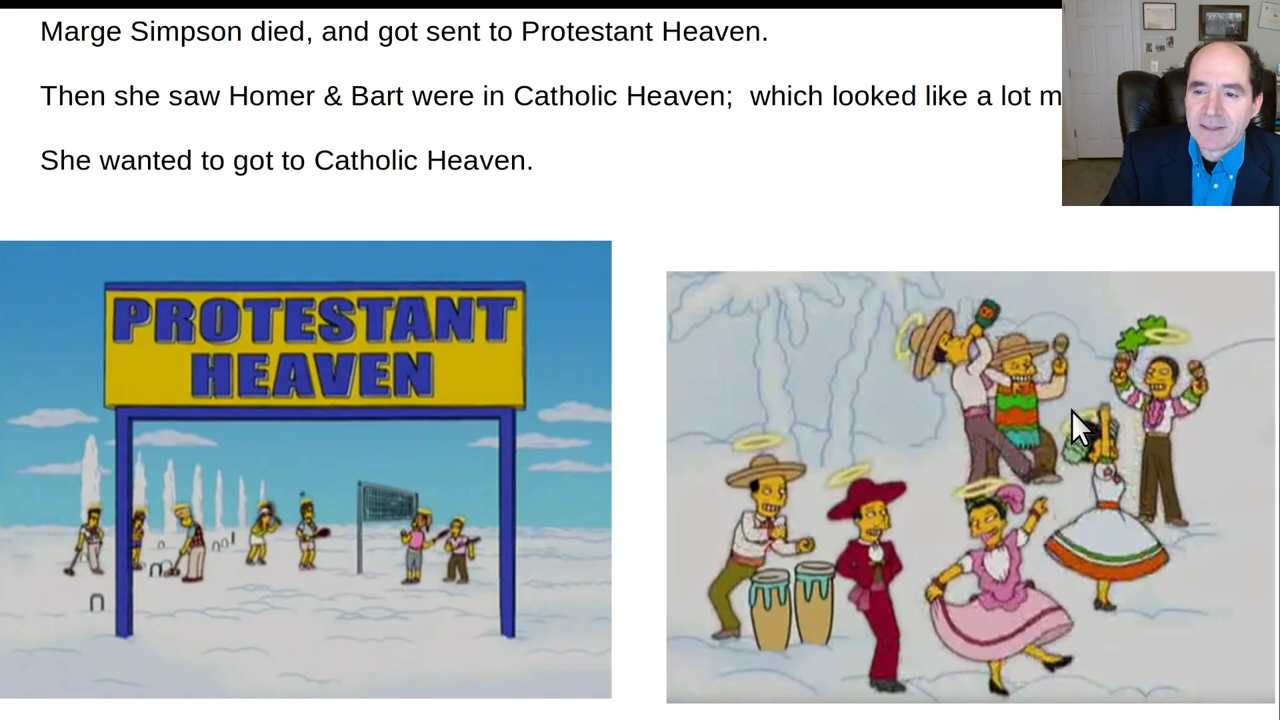 Marge Simpson died, and got sent to Protestant Heaven.
Then she saw Homer & Bart were in Catholic Heaven;  which looked like a lot m
She wanted to got to Catholic Heaven.
PROTESTANT
HEAVEN